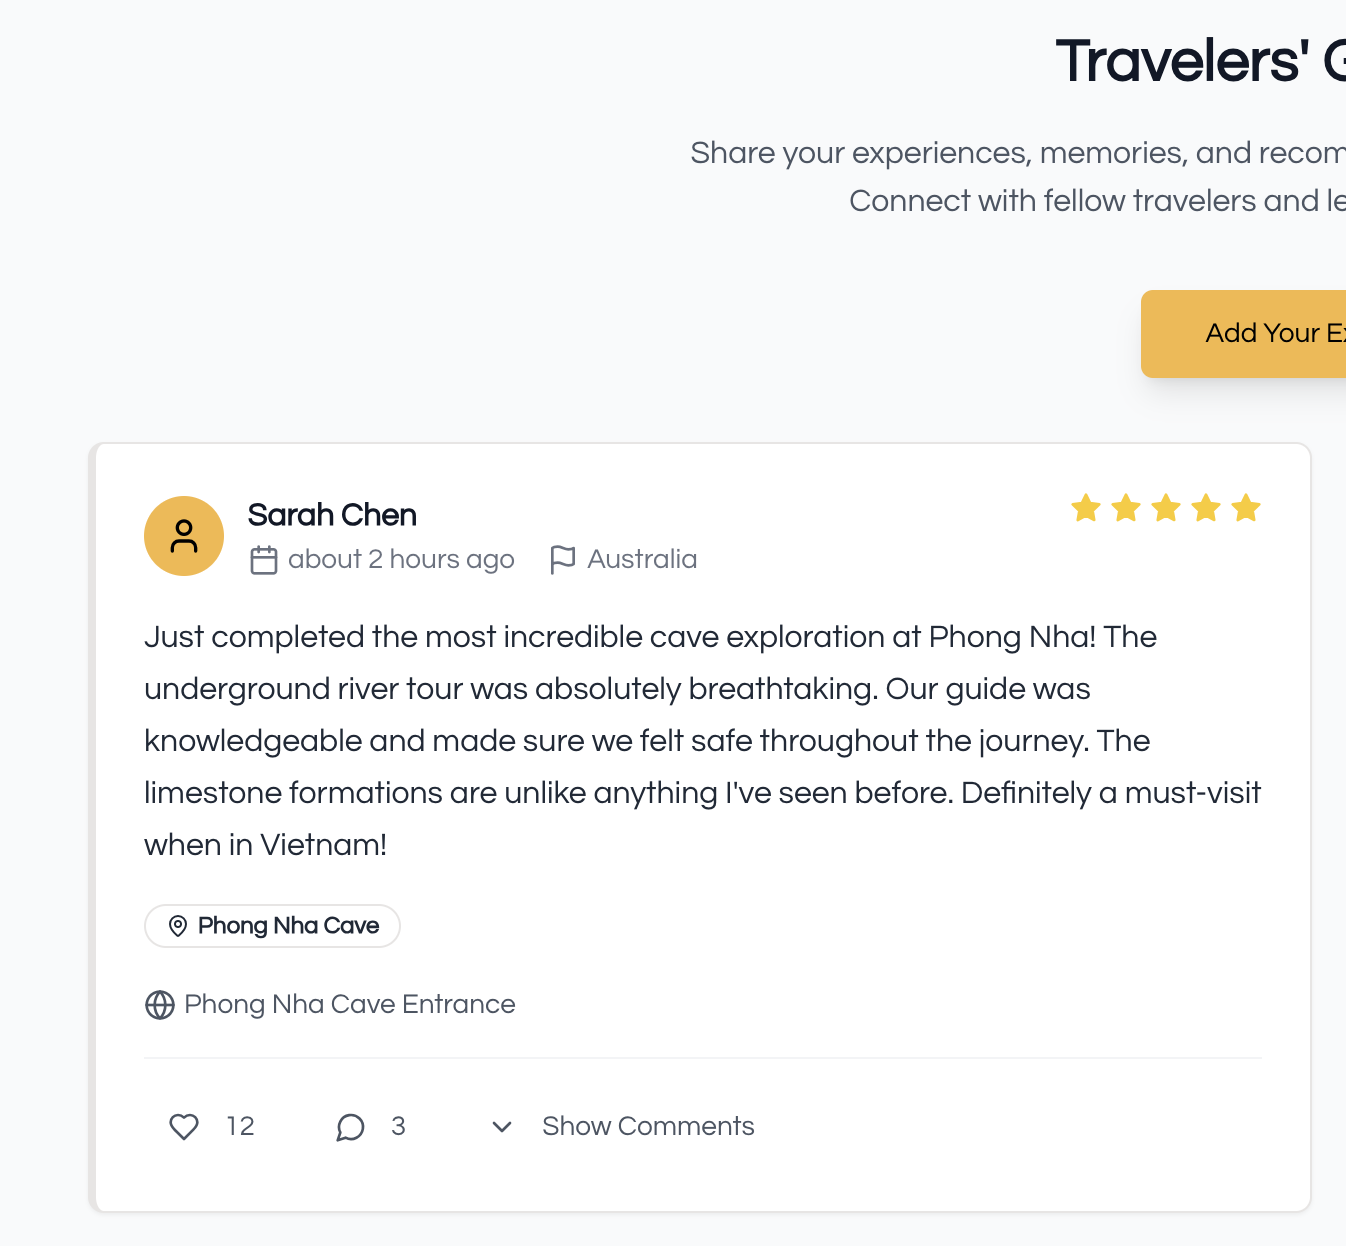 Travelers'
Share your experiences, memories, and
Connect with fellow travelers and
Add Your
Sarah Chen
about 2 hours ago Australia
Just completed the most incredible cave exploration at Phong Nha! The
underground river tour was absolutely breathtaking. Our guide was
knowledgeable and made sure we felt safe throughout the journey. The
limestone formations are unlike anything I've seen before. Definitely a must-visit
when in Vietnam!
Phong Nha Cave
Phong Nha Cave Entrance
12 3 Show Comments